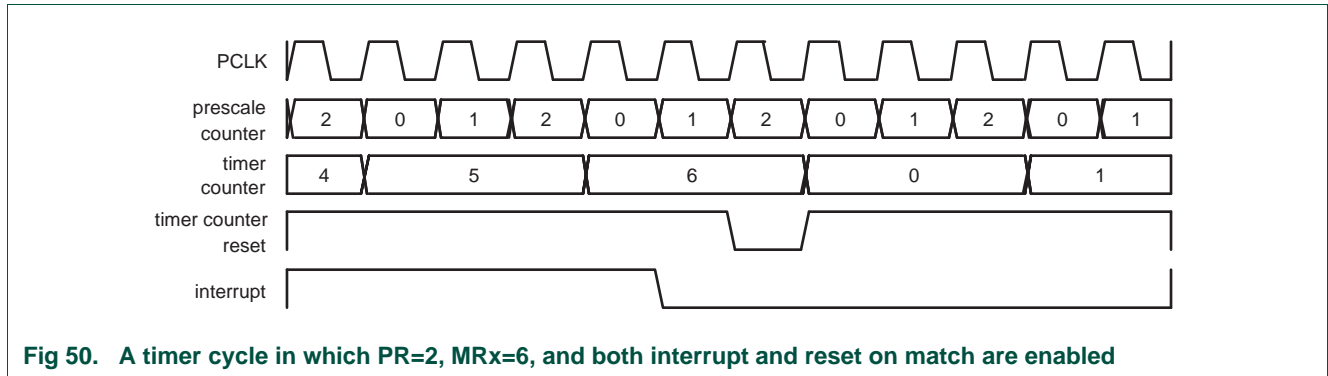 PCLK
prescale
counter
2 0 1 2 0 1 2 0 1 2 0 1
timer
counter
4 5 6 0 1
timer counter
reset
interrupt
Fig 50. A timer cycle in which PR=2, MRx=6, and both interrupt and reset on match are enabled